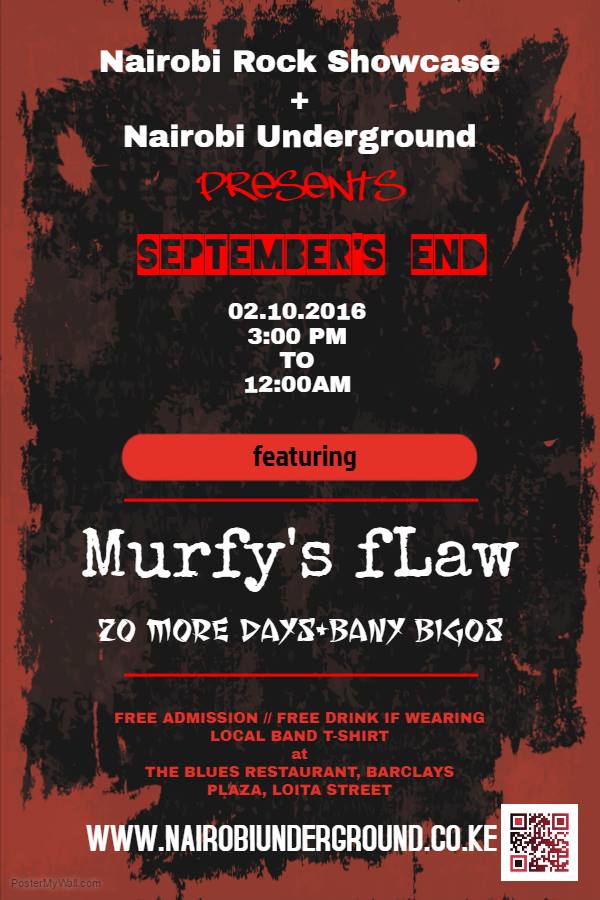 Nairobi Rock Showcase
+
Nairobi Underground
PRESENTS
SEPTEMBER'S END
02.10.2016
3:00 PM
TO
12:00AM
featuring
Murfy's fLaw
20 MORE DAYS★BANY BIGOS
FREE ADMISSION // FREE DRINK IF WEARING
LOCAL BAND T-SHIRT
at
THE BLUES RESTAURANT, BARCLAYS
PLAZA, LOITA STREET
WWW.NAIROBIUNDERGROUND.CO.KE
PosterMyWall.com